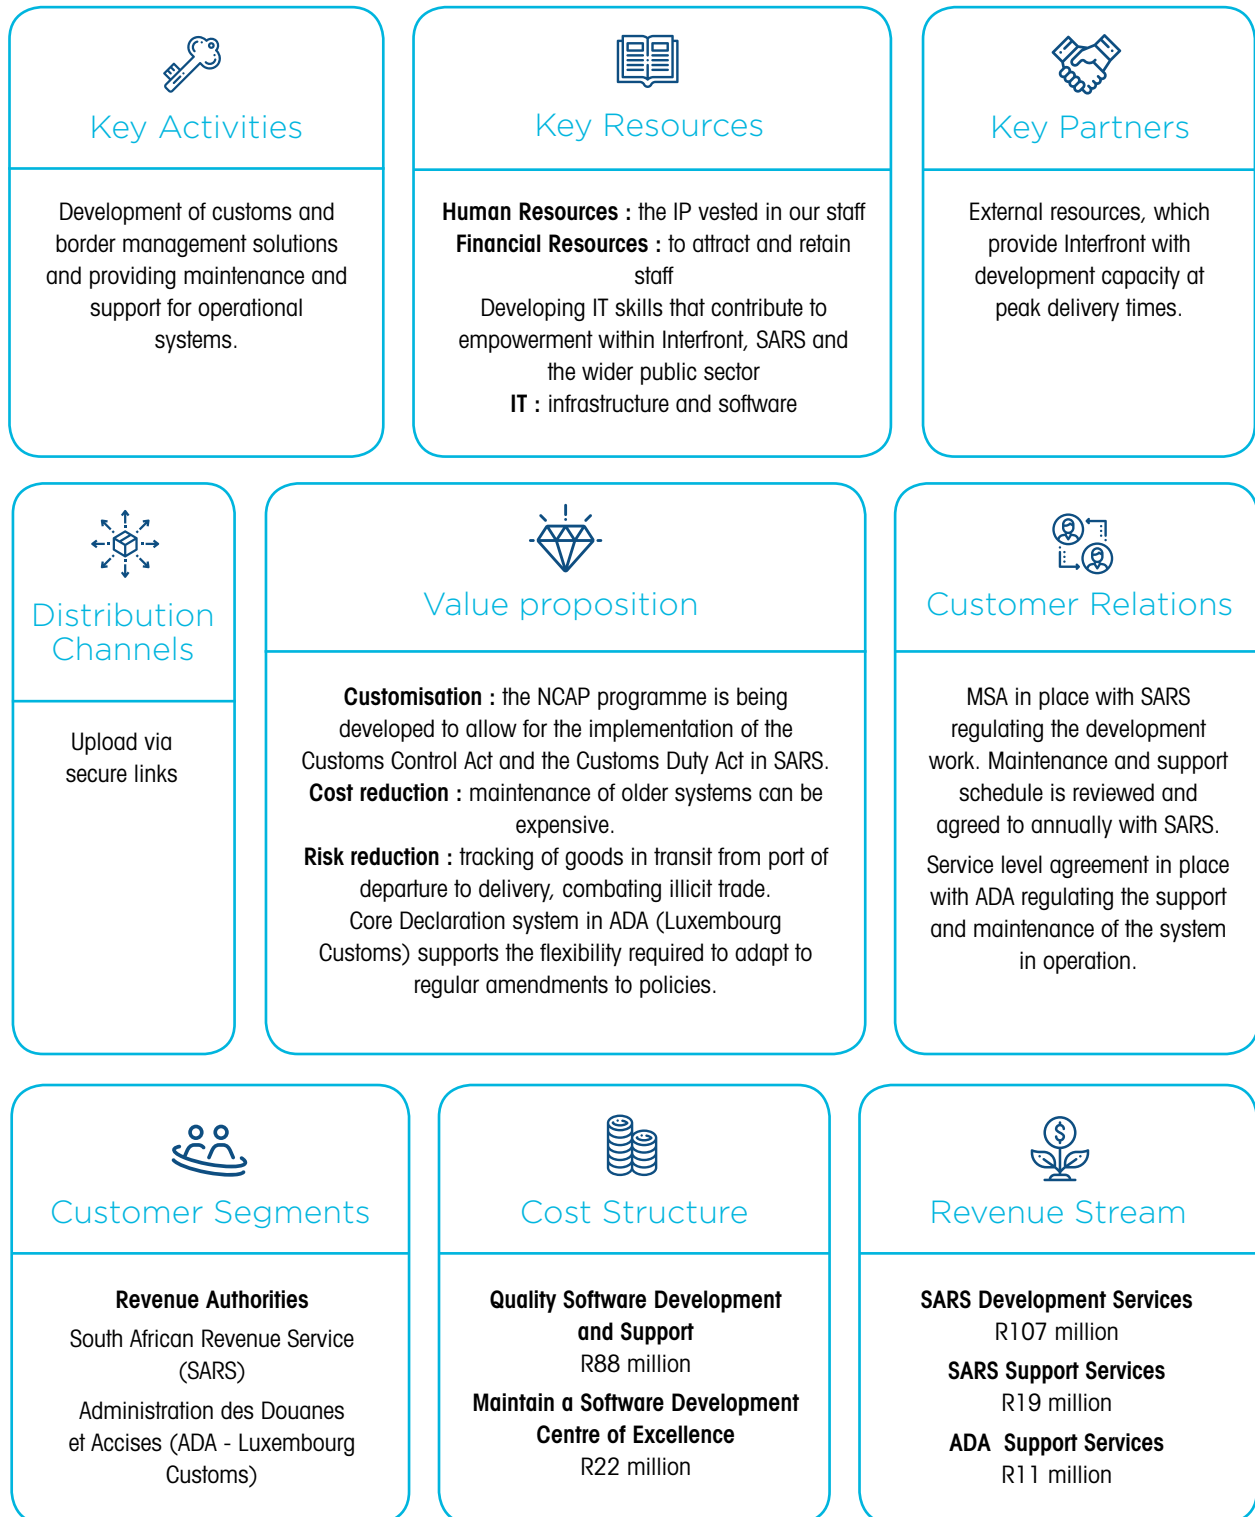 Key Activities
Development of customs and
border management solutions
and providing maintenance and
support for operational
systems.
Key Resources
Human Resources : the IP vested in our staff
Financial Resources : to attract and retain
staff
Developing IT skills that contribute to
empowerment within Interfront, SARS and
the wider public sector
IT : infrastructure and software
Key Partners
External resources, which
provide Interfront with
development capacity at
peak delivery times.
Distribution
Channels
Upload via
secure links
Value proposition
Customisation : the NCAP programme is being
developed to allow for the implementation of the
Customs Control Act and the Customs Duty Act in SARS.
Cost reduction : maintenance of older systems can be
expensive.
Risk reduction : tracking of goods in transit from port of
departure to delivery, combating illicit trade.
Core Declaration system in ADA (Luxembourg
Customs) supports the flexibility required to adapt to
regular amendments to policies.
Customer Relations
MSA in place with SARS
regulating the development
work. Maintenance and support
schedule is reviewed and
agreed to annually with SARS.
Service level agreement in place
with ADA regulating the support
and maintenance of the system
in operation.
Customer Segments
Revenue Authorities
South African Revenue Service
(SARS)
Administration des Douanes
et Accises (ADA - Luxembourg
Customs)
Cost Structure
Quality Software Development
and Support
R88 million
Maintain a Software Development
Centre of Excellence
R22 million
Revenue Stream
SARS Development Services
R107 million
SARS Support Services
R19 million
ADA Support Services
R11 million